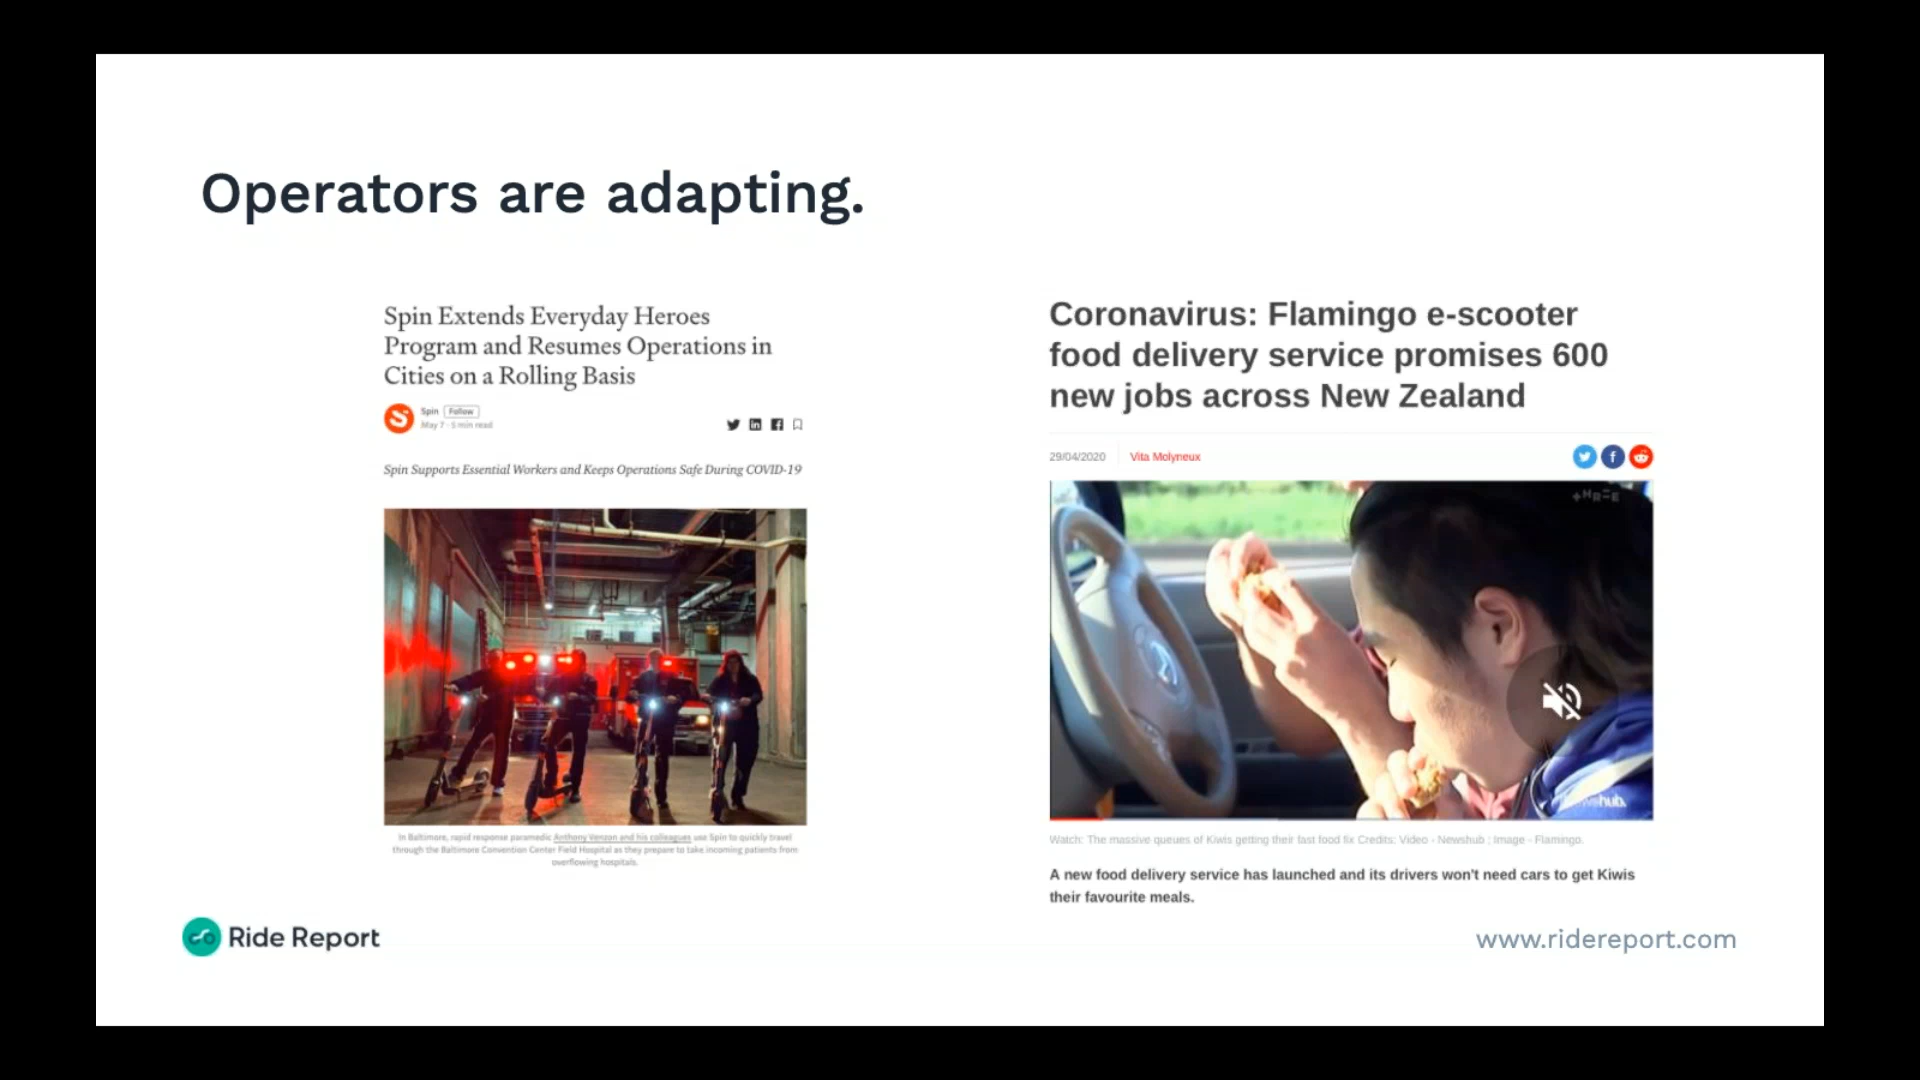 Operators are adapting.
Spin Extends Everyday Heroes
Program and Resumes Operations in
Cities on a Rolling Basis
Spin Follow
May 7 · 5 min read
Spin Supports Essential Workers and Keeps Operations Safe During COVID-19
In Baltimore, rapid response paramedic Anthony Venzon and his colleagues use Spin to quickly travel
through the Baltimore Convention Center Field Hospital as they prepare to take incoming patients from
overflowing hospitals.
Coronavirus: Flamingo e-scooter
food delivery service promises 600
new jobs across New Zealand
29/04/2020 Vita Molyneux
Watch: The massive queues of Kiwis getting their fast food fix Credits: Video - Newshub ; Image - Flamingo.
A new food delivery service has launched and its drivers won't need cars to get Kiwis
their favourite meals.
Ride Report
www.ridereport.com